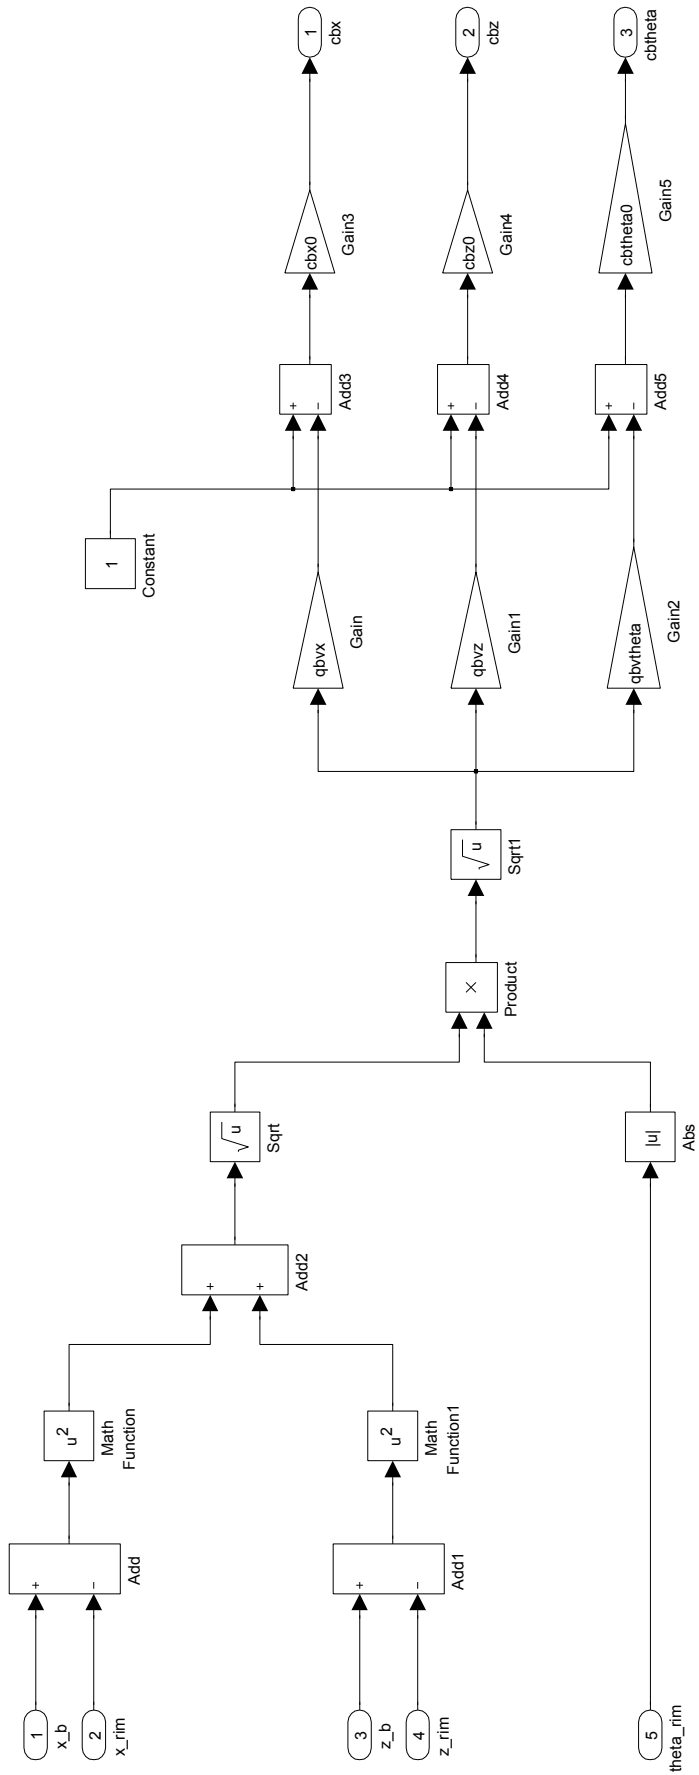 1
x_b
2
x_rim
3
z_b
4
z_rim
5
theta_rim
+
−
Add
+
−
Add1
u²
Math
Function
u²
Math
Function1
+
+
Add2
√u
Sqrt
|u|
Abs
×
Product
√u
Sqrt1
qbvx
Gain
qbvz
Gain1
qbvtheta
Gain2
1
Constant
+
−
Add3
+
−
Add4
+
−
Add5
cbx0
Gain3
cbz0
Gain4
cbtheta0
Gain5
1
cbx
2
cbz
3
cbtheta